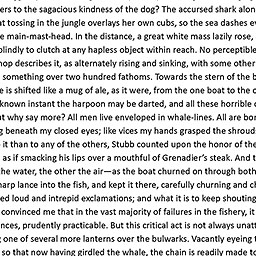 ers to the sagacious kindness of the dog? The accursed shark alon
at tossing in the jungle overlays her own cubs, so the sea dashes ev
e main-mast-head. In the distance, a great white mass lazily rose,
blindly to clutch at any hapless object within reach. No perceptible
hop describes it, as alternately rising and sinking, with some other
something over two hundred fathoms. Towards the stern of the b
e is shifted like a mug of ale, as it were, from the one boat to the o
known instant the harpoon may be darted, and all these horrible c
ut why say more? All men live enveloped in whale-lines. All are bor
g beneath my closed eyes; like vices my hands grasped the shroud
it than to any of the others, Stubb counted upon the honor of the
as if smacking his lips over a mouthful of Grenadier's steak. And t
the water, the other the air—as the boat churned on through both
harp lance into the fish, and kept it there, carefully churning and ch
ed loud and intrepid exclamations; and what it is to keep shouting
convinced me that in the vast majority of failures in the fishery, it
nces, prudently practicable. But this critical act is not always unatt
g one of several more lanterns over the bulwarks. Vacantly eyeing t
so that now having girdled the whale, the chain is readily made to